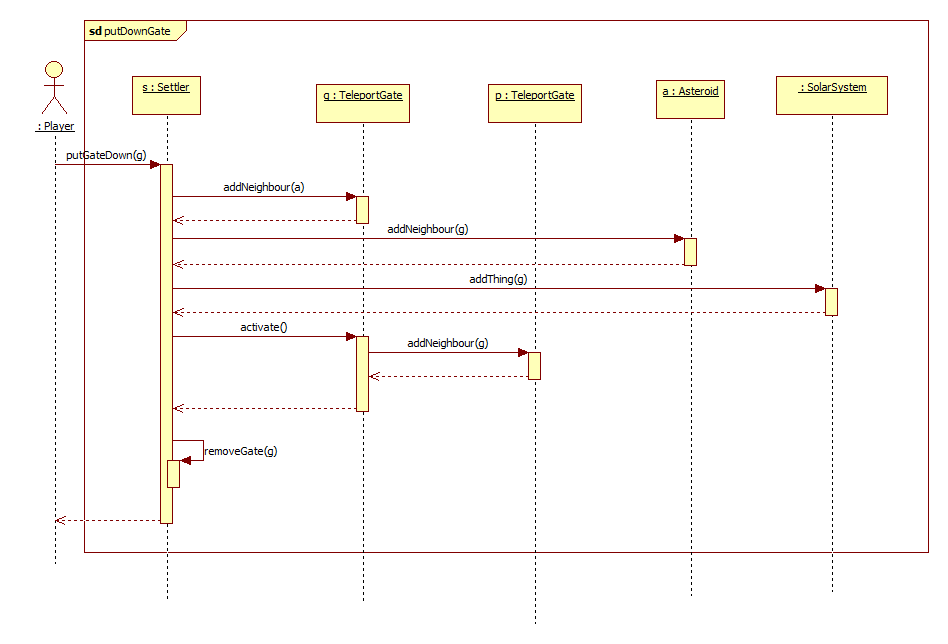 sd putDownGate
: Player
s : Settler
g : TeleportGate
p : TeleportGate
a : Asteroid
: SolarSystem
putGateDown(g)
addNeighbour(a)
addNeighbour(g)
addThing(g)
activate()
addNeighbour(g)
removeGate(g)